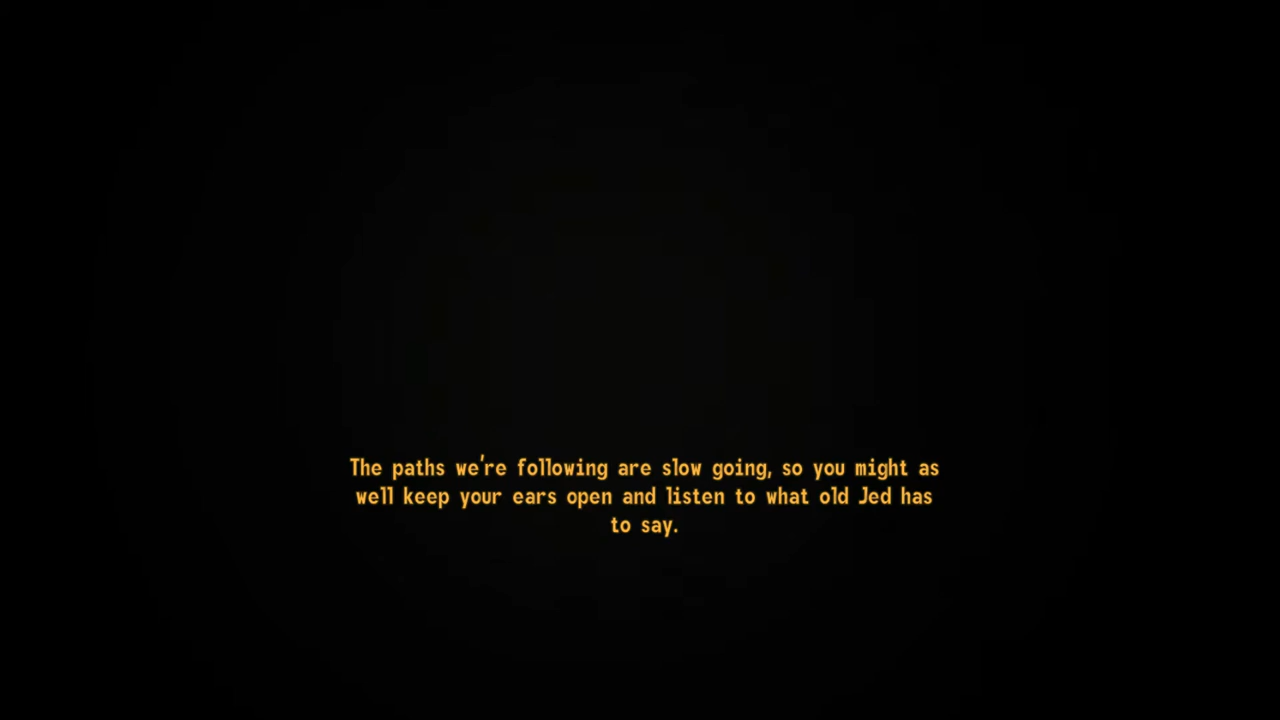 The paths we're following are slow going, so you might as
well keep your ears open and listen to what old Jed has
to say.